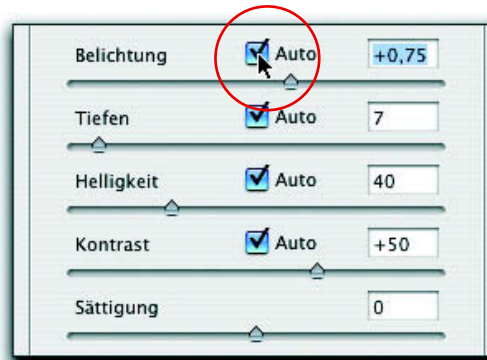 Belichtung Auto +0,75
Tiefen Auto 7
Helligkeit Auto 40
Kontrast Auto +50
Sättigung 0